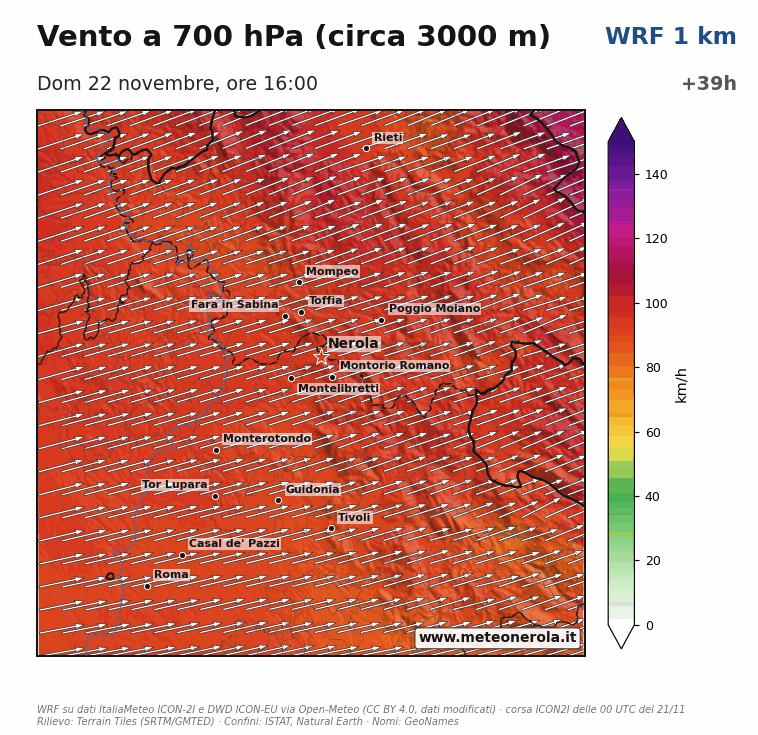 Vento a 700 hPa (circa 3000 m)
WRF 1 km
Dom 22 novembre, ore 16:00
+39h
Rieti
Mompeo
Fara in Sabina
Toffia
Poggio Moiano
Nerola
Montorio Romano
Montelibretti
Monterotondo
Tor Lupara
Guidonia
Tivoli
Casal de' Pazzi
Roma
www.meteonerola.it
140
120
100
80
60
40
20
0
km/h
WRF su dati ItaliaMeteo ICON-2I e DWD ICON-EU via Open-Meteo (CC BY 4.0, dati modificati) · corsa ICON2I delle 00 UTC del 21/11
Rilievo: Terrain Tiles (SRTM/GMTED) · Confini: ISTAT, Natural Earth · Nomi: GeoNames